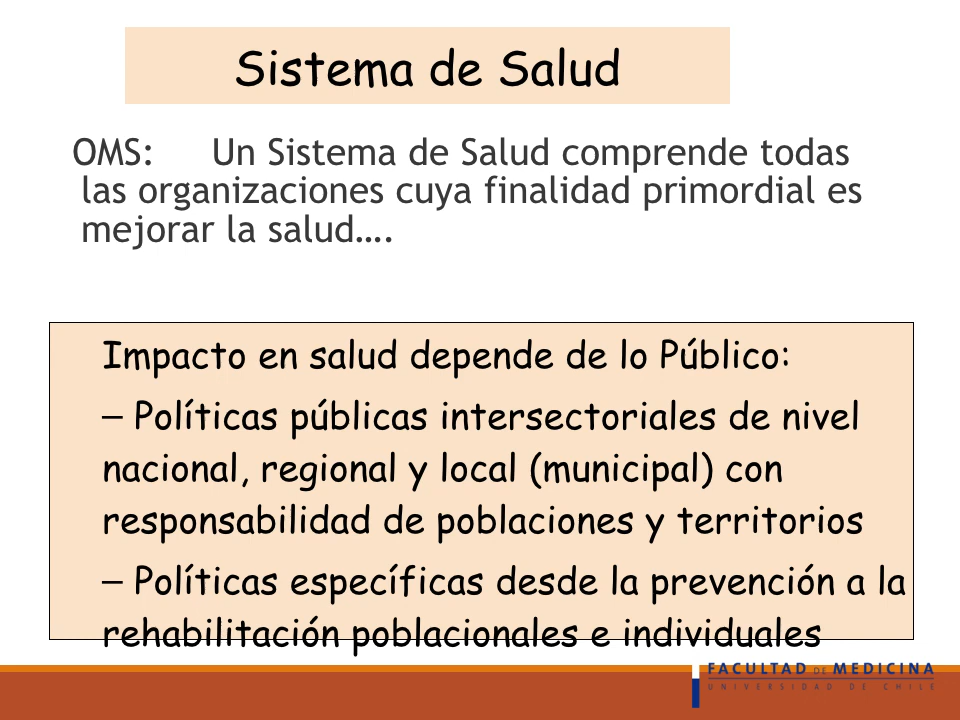 Sistema de Salud
OMS: Un Sistema de Salud comprende todas
las organizaciones cuya finalidad primordial es
mejorar la salud….
Impacto en salud depende de lo Público:
– Políticas públicas intersectoriales de nivel
nacional, regional y local (municipal) con
responsabilidad de poblaciones y territorios
– Políticas específicas desde la prevención a la
rehabilitación poblacionales e individuales
FACULTAD DE MEDICINA
UNIVERSIDAD DE CHILE